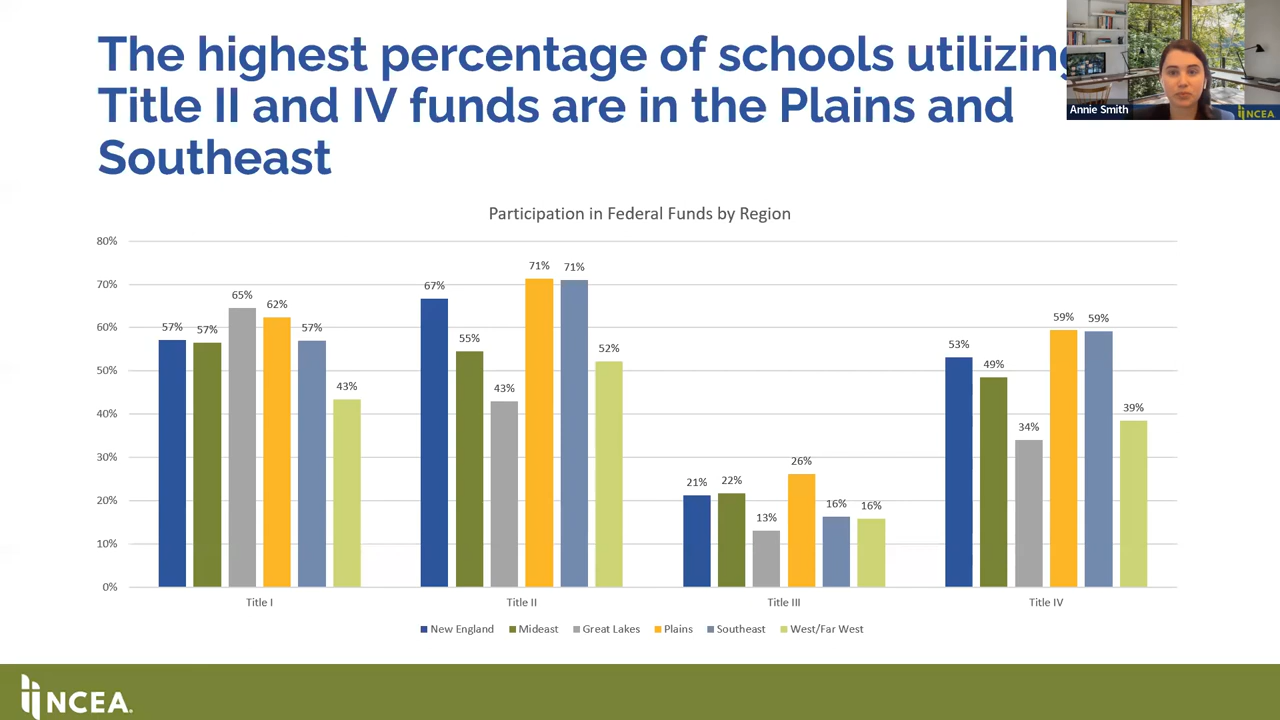 The highest percentage of schools utilizing
Title II and IV funds are in the Plains and
Southeast
Annie Smith
NCEA
Participation in Federal Funds by Region
80%
70%
60%
50%
40%
30%
20%
10%
0%
57% 57% 65% 62% 57% 43%
67% 55% 43% 71% 71% 52%
21% 22% 13% 26% 16% 16%
53% 49% 34% 59% 59% 39%
Title I Title II Title III Title IV
New England Mideast Great Lakes Plains Southeast West/Far West
NCEA.